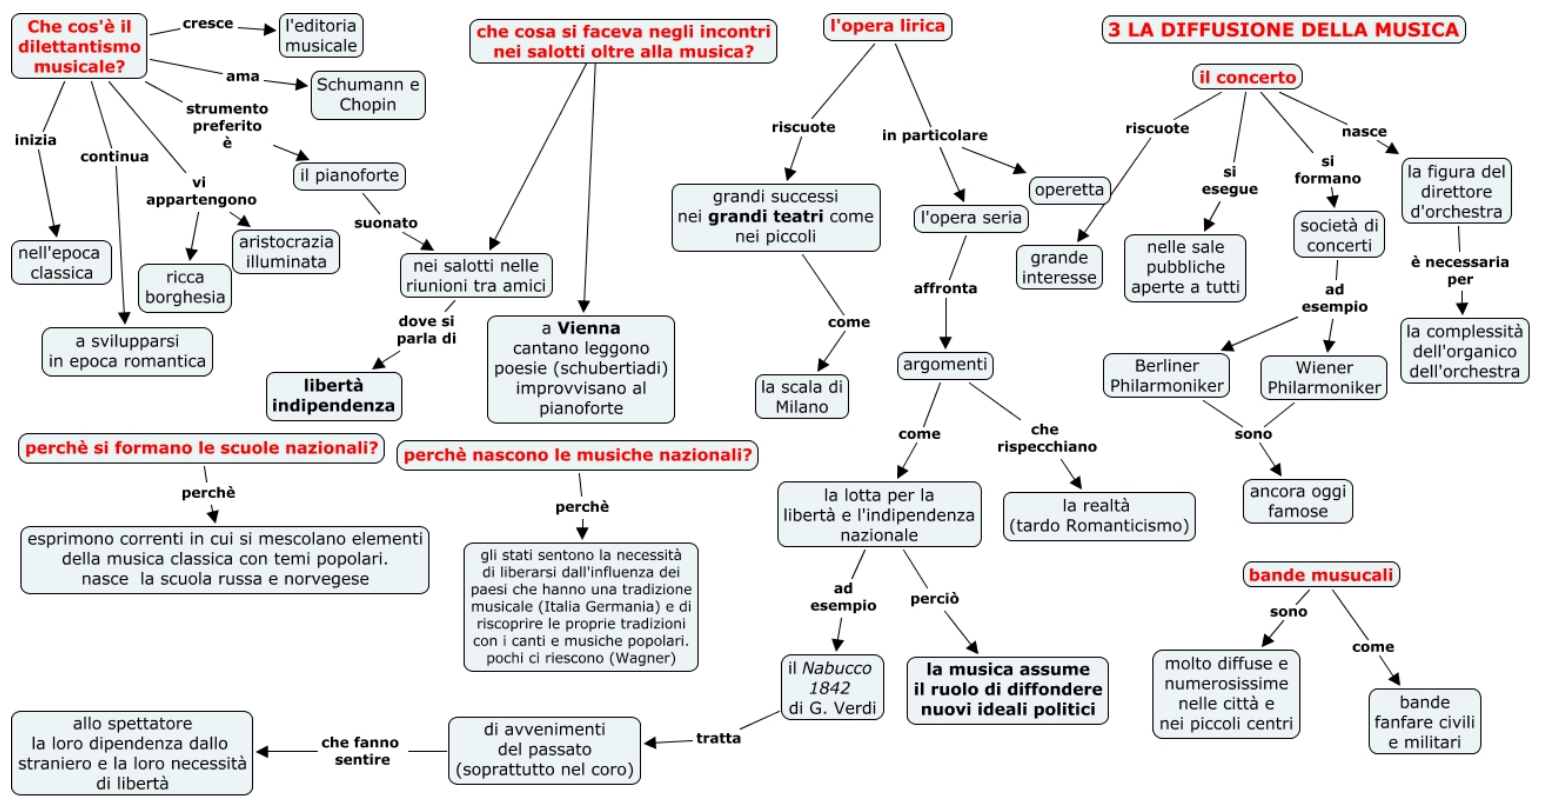 3 LA DIFFUSIONE DELLA MUSICA
Che cos'è il
dilettantismo
musicale?
cresce
l'editoria
musicale
ama
Schumann e
Chopin
strumento
preferito
è
il pianoforte
suonato
nei salotti nelle
riunioni tra amici
dove si
parla di
libertà
indipendenza
inizia
nell'epoca
classica
continua
a svilupparsi
in epoca romantica
vi
appartengono
ricca
borghesia
aristocrazia
illuminata
che cosa si faceva negli incontri
nei salotti oltre alla musica?
a Vienna
cantano leggono
poesie (schubertiadi)
improvvisano al
pianoforte
l'opera lirica
riscuote
grandi successi
nei grandi teatri come
nei piccoli
come
la scala di
Milano
in particolare
operetta
l'opera seria
affronta
argomenti
come
la lotta per la
libertà e l'indipendenza
nazionale
che
rispecchiano
la realtà
(tardo Romanticismo)
ad
esempio
il Nabucco
1842
di G. Verdi
perciò
la musica assume
il ruolo di diffondere
nuovi ideali politici
tratta
di avvenimenti
del passato
(soprattutto nel coro)
che fanno
sentire
allo spettatore
la loro dipendenza dallo
straniero e la loro necessità
di libertà
il concerto
riscuote
grande
interesse
si
esegue
nelle sale
pubbliche
aperte a tutti
si
formano
società di
concerti
ad
esempio
Berliner
Philarmoniker
Wiener
Philarmoniker
sono
ancora oggi
famose
nasce
la figura del
direttore
d'orchestra
è necessaria
per
la complessità
dell'organico
dell'orchestra
perchè si formano le scuole nazionali?
perchè
esprimono correnti in cui si mescolano elementi
della musica classica con temi popolari.
nasce la scuola russa e norvegese
perchè nascono le musiche nazionali?
perchè
gli stati sentono la necessità
di liberarsi dall'influenza dei
paesi che hanno una tradizione
musicale (Italia Germania) e di
riscoprire le proprie tradizioni
con i canti e musiche popolari.
pochi ci riescono (Wagner)
bande musucali
sono
molto diffuse e
numerosissime
nelle città e
nei piccoli centri
come
bande
fanfare civili
e militari